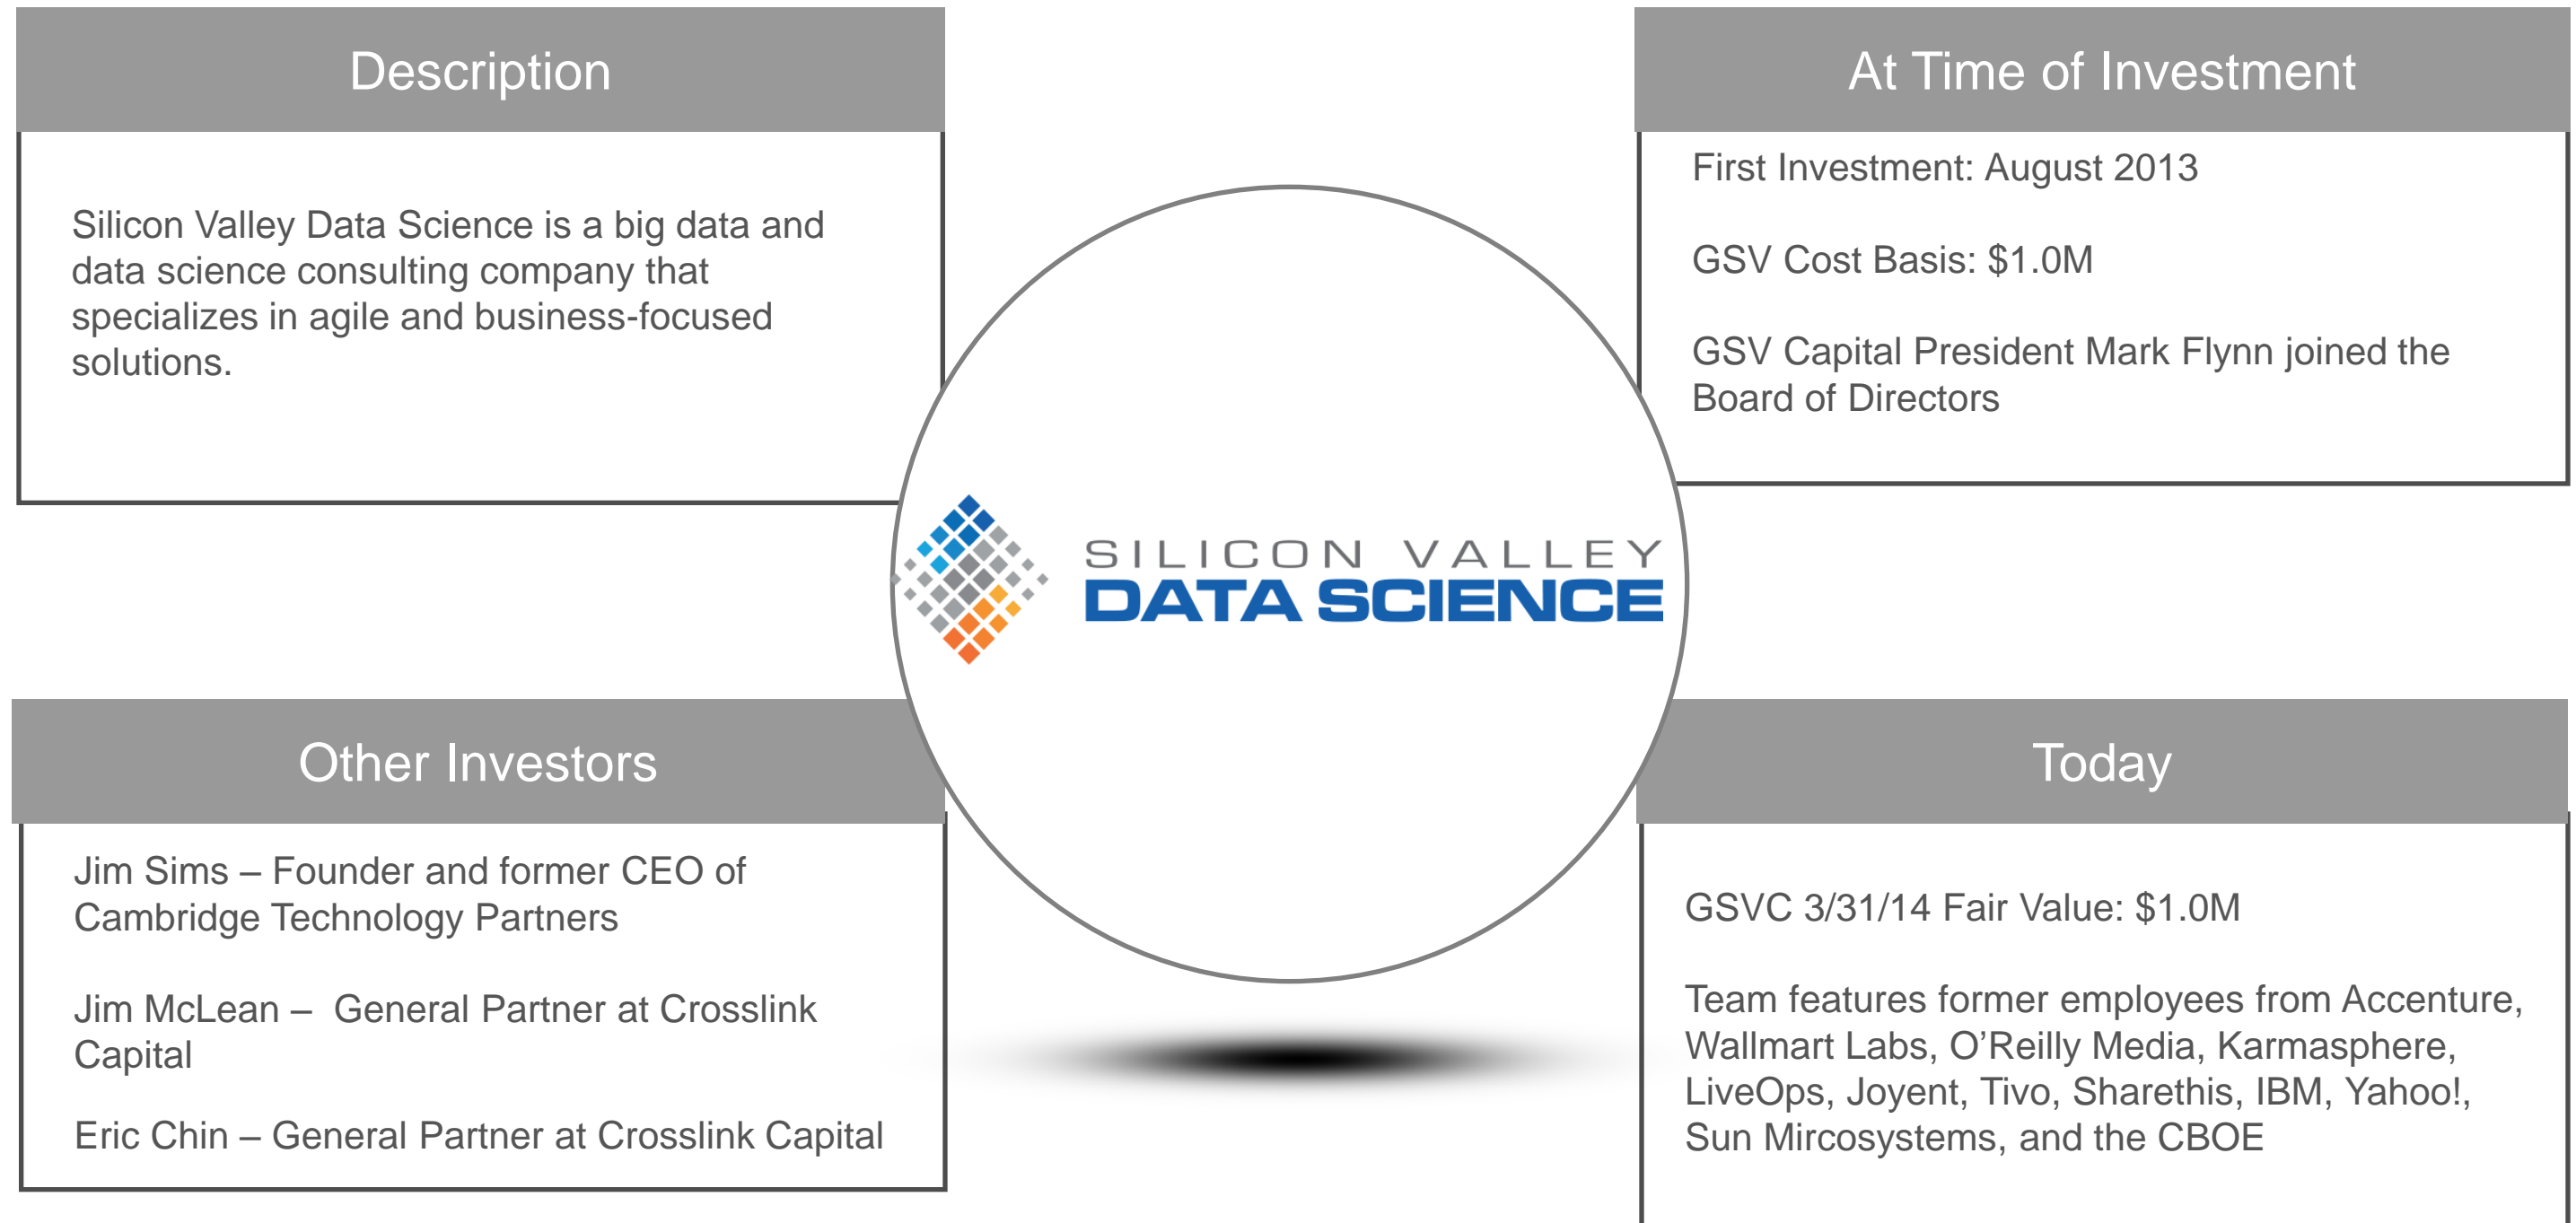 Description
Silicon Valley Data Science is a big data and
data science consulting company that
specializes in agile and business-focused
solutions.
At Time of Investment
First Investment: August 2013
GSV Cost Basis: $1.0M
GSV Capital President Mark Flynn joined the
Board of Directors
SILICON VALLEY
DATA SCIENCE
Other Investors
Jim Sims – Founder and former CEO of
Cambridge Technology Partners
Jim McLean –  General Partner at Crosslink
Capital
Eric Chin – General Partner at Crosslink Capital
Today
GSVC 3/31/14 Fair Value: $1.0M
Team features former employees from Accenture,
Wallmart Labs, O’Reilly Media, Karmasphere,
LiveOps, Joyent, Tivo, Sharethis, IBM, Yahoo!,
Sun Mircosystems, and the CBOE